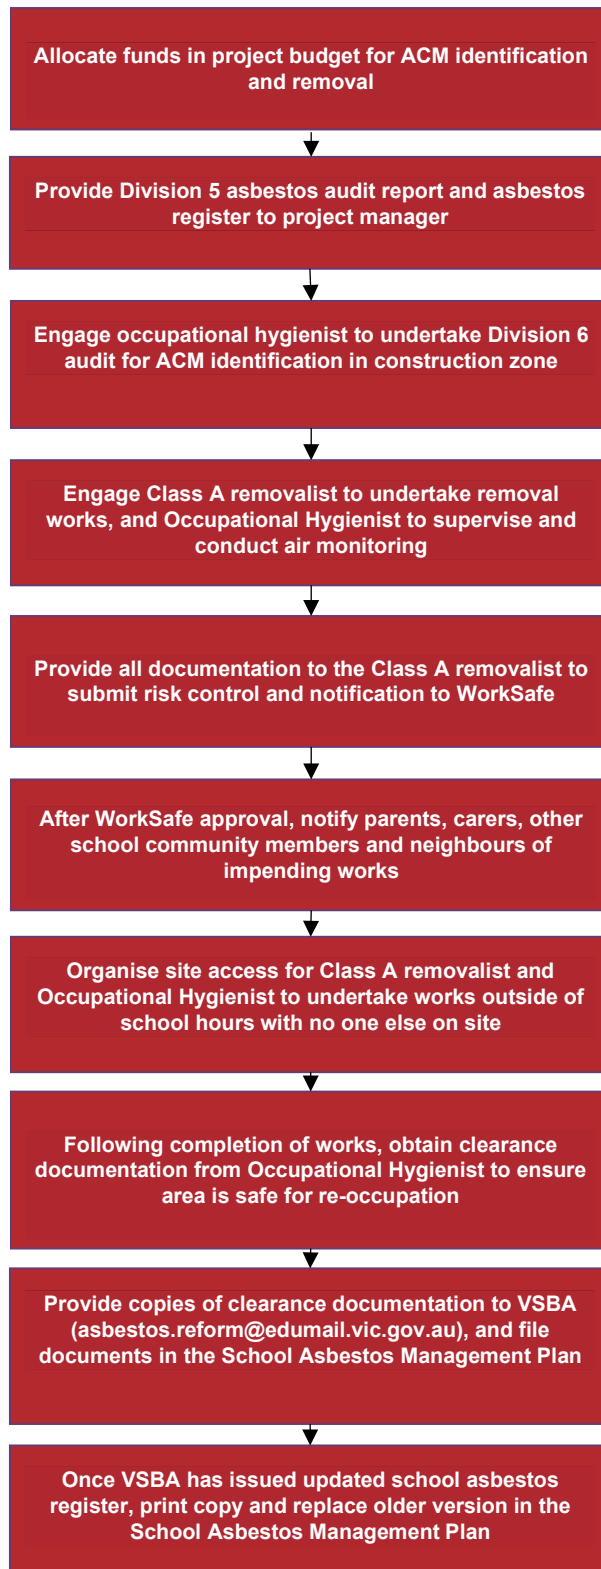 Allocate funds in project budget for ACM identification
and removal
Provide Division 5 asbestos audit report and asbestos
register to project manager
Engage occupational hygienist to undertake Division 6
audit for ACM identification in construction zone
Engage Class A removalist to undertake removal
works, and Occupational Hygienist to supervise and
conduct air monitoring
Provide all documentation to the Class A removalist to
submit risk control and notification to WorkSafe
After WorkSafe approval, notify parents, carers, other
school community members and neighbours of
impending works
Organise site access for Class A removalist and
Occupational Hygienist to undertake works outside of
school hours with no one else on site
Following completion of works, obtain clearance
documentation from Occupational Hygienist to ensure
area is safe for re-occupation
Provide copies of clearance documentation to VSBA
(asbestos.reform@edumail.vic.gov.au), and file
documents in the School Asbestos Management Plan
Once VSBA has issued updated school asbestos
register, print copy and replace older version in the
School Asbestos Management Plan